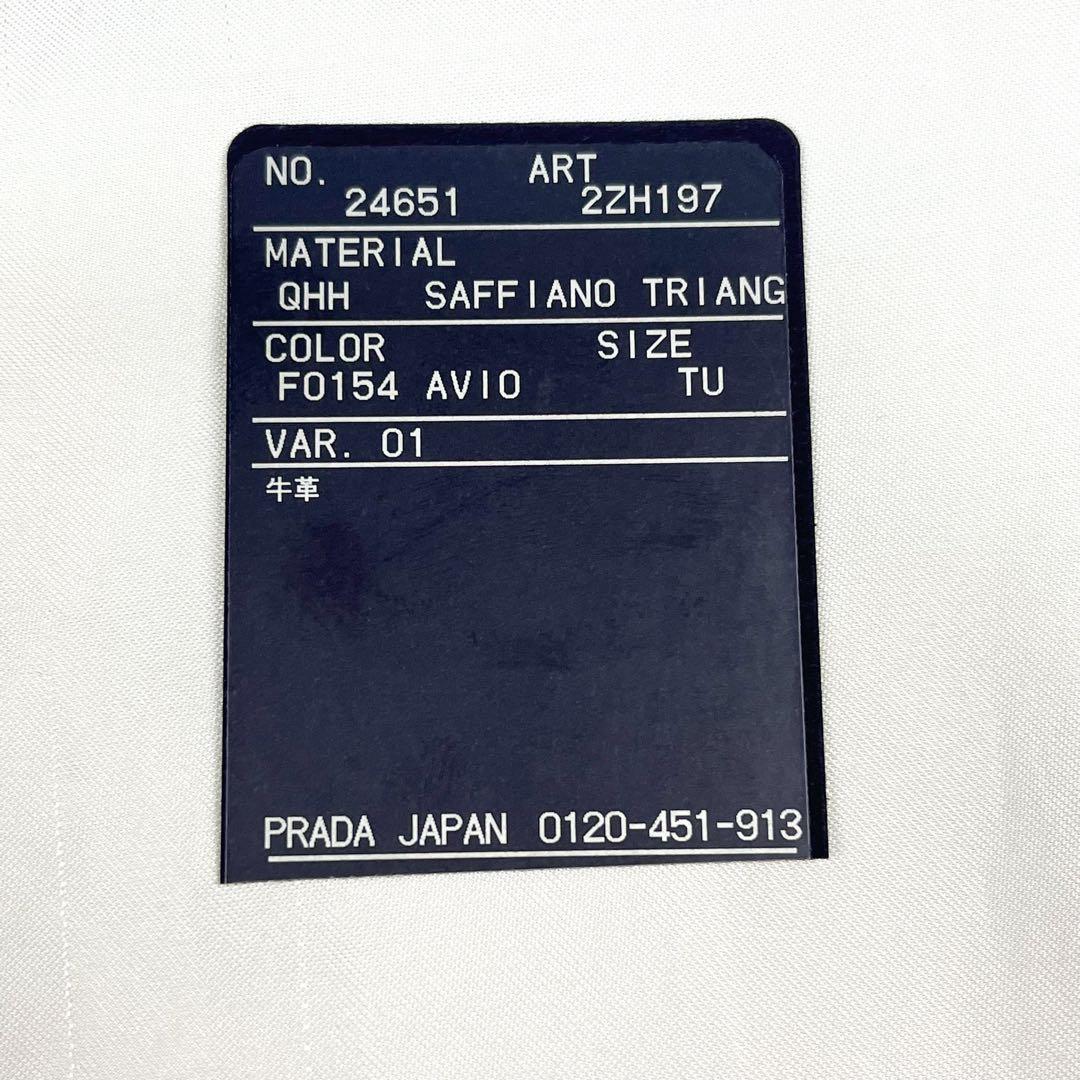 NO. ART
24651 2ZH197
MATERIAL
QHH SAFFIANO TRIANG
COLOR SIZE
F0154 AVIO TU
VAR. 01
牛革
PRADA JAPAN 0120-451-913